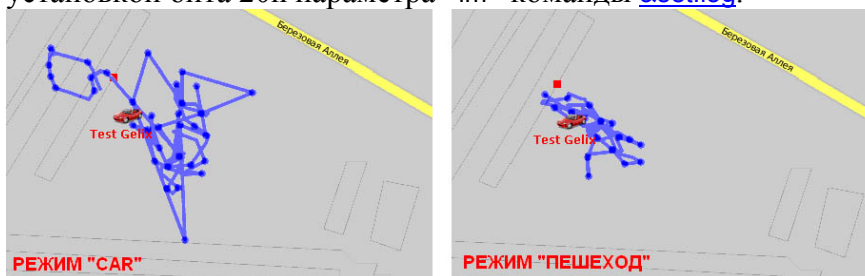 Березовая Аллея
Test Gelix
РЕЖИМ "CAR"
Березовая Аллея
Test Gelix
РЕЖИМ "ПЕШЕХОД"